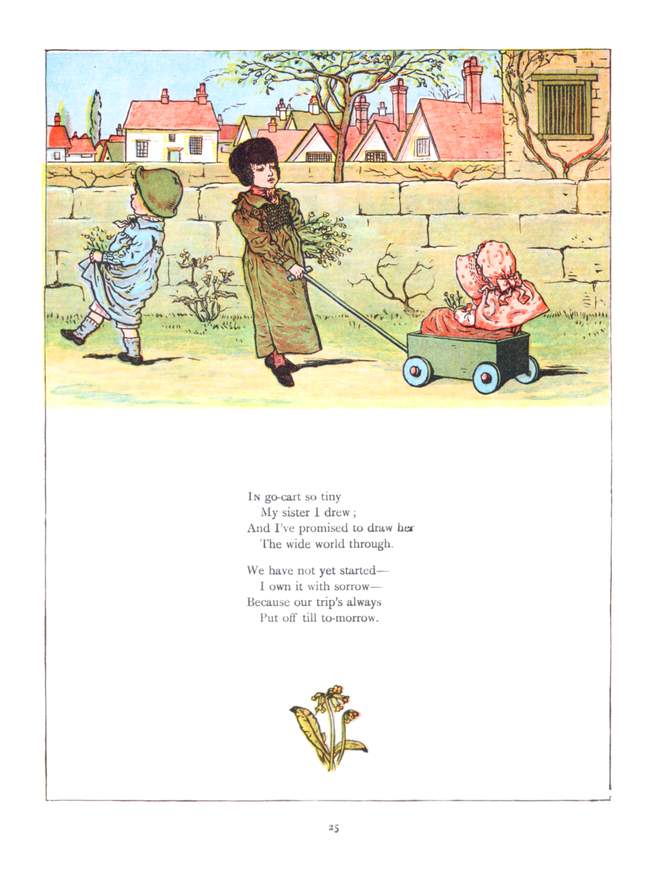 IN go-cart so tiny
My sister I drew;
And I've promised to draw her
The wide world through.
We have not yet started—
I own it with sorrow—
Because our trip's always
Put off till to-morrow.
25